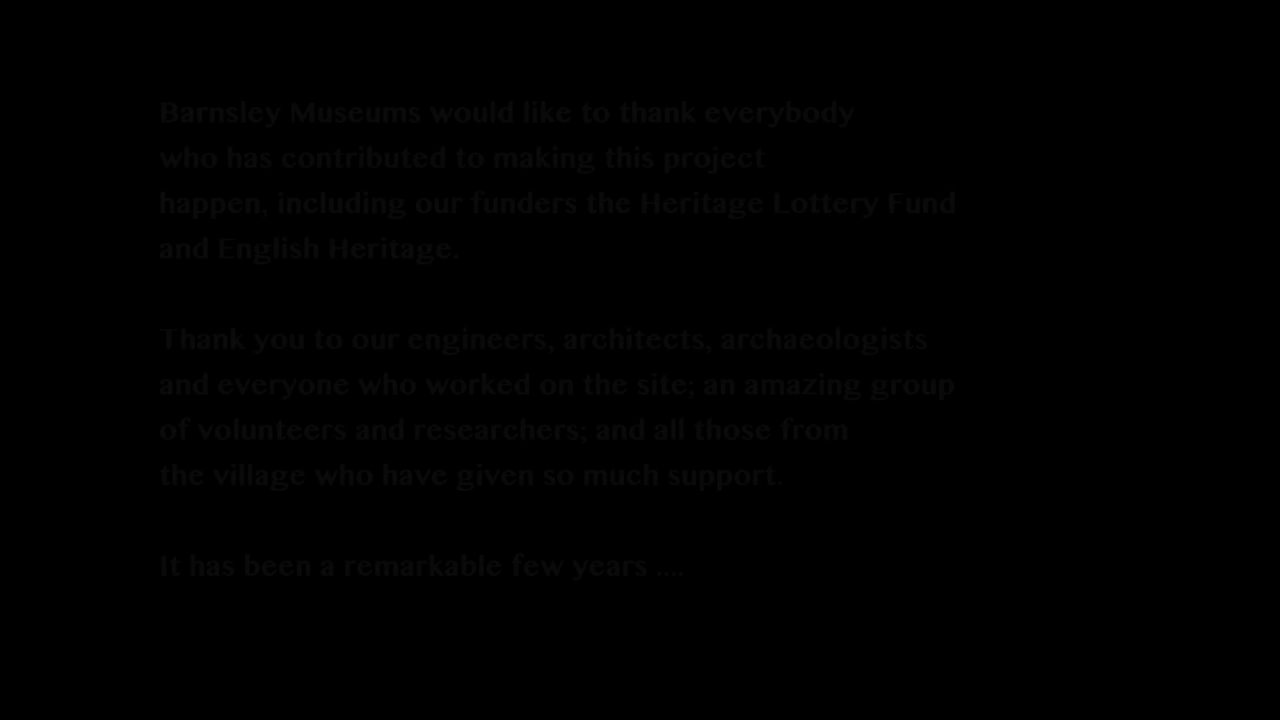 Barnsley Museums would like to thank everybody
who has contributed to making this project
happen, including our funders the Heritage Lottery Fund
and English Heritage.
Thank you to our engineers, architects, archaeologists
and everyone who worked on the site; an amazing group
of volunteers and researchers; and all those from
the village who have given so much support.
It has been a remarkable few years ....